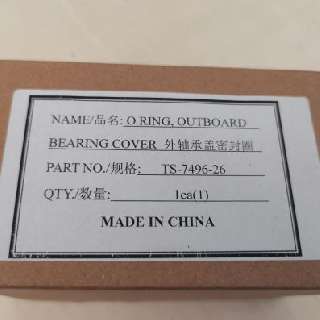 NAME/品名: O RING, OUTBOARD
BEARING COVER 外轴承盖密封圈
PART NO./规格: TS-7496-26
QTY./数量: 1ea(1)
MADE IN CHINA